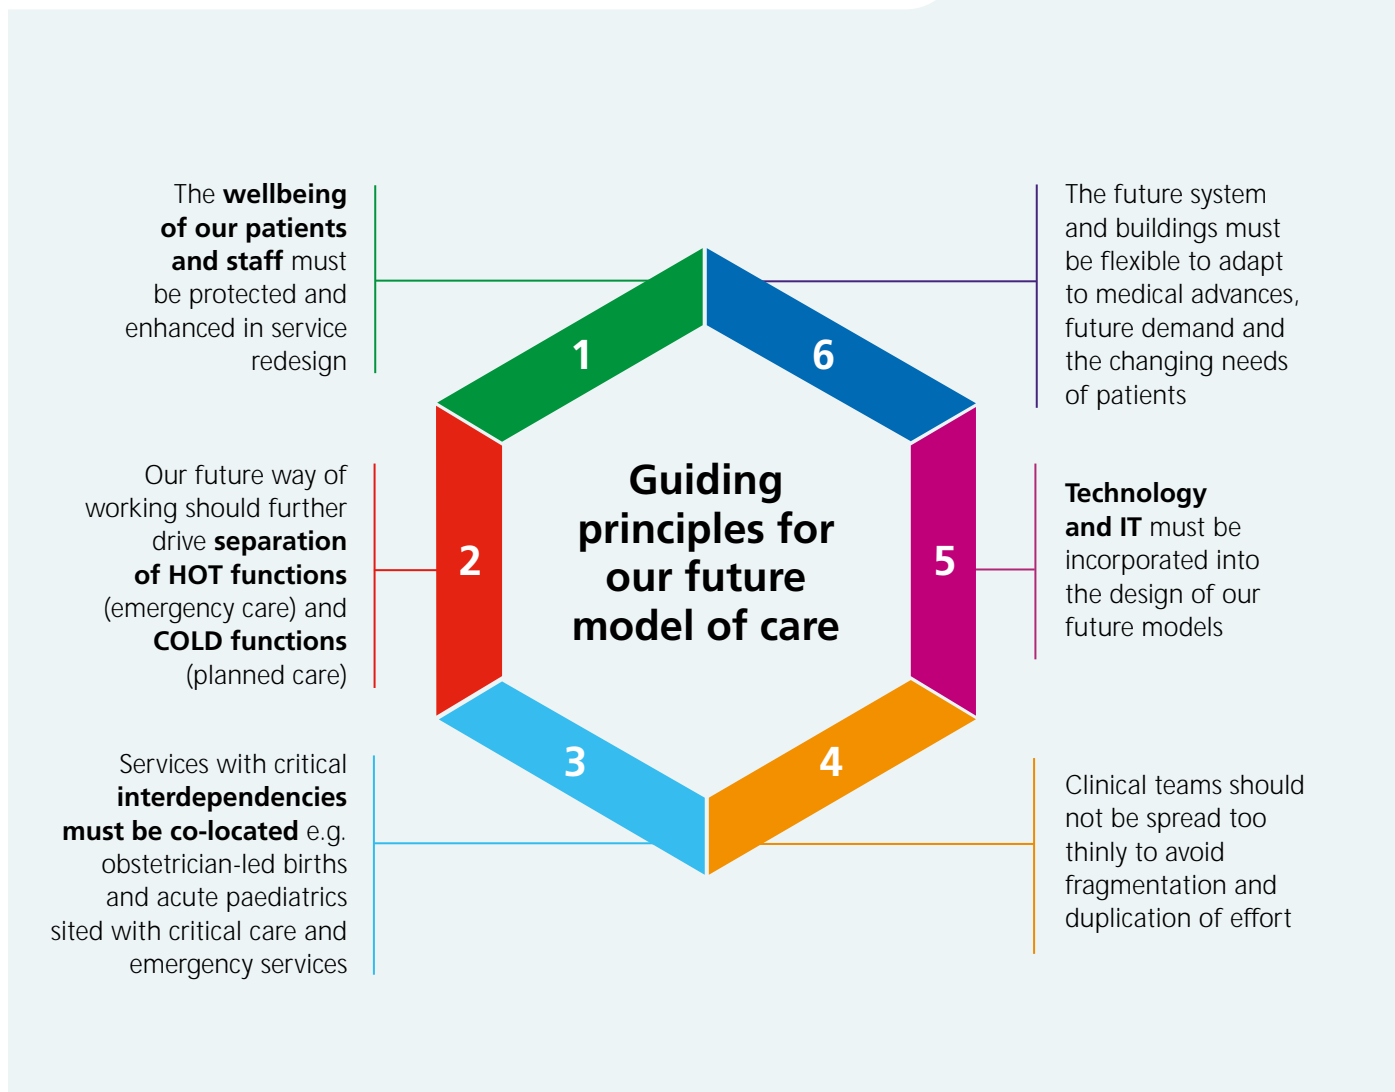 Guiding
principles for
our future
model of care
1
The wellbeing
of our patients
and staff must
be protected and
enhanced in service
redesign
2
Our future way of
working should further
drive separation
of HOT functions
(emergency care) and
COLD functions
(planned care)
3
Services with critical
interdependencies
must be co-located e.g.
obstetrician-led births
and acute paediatrics
sited with critical care and
emergency services
4
Clinical teams should
not be spread too
thinly to avoid
fragmentation and
duplication of effort
5
Technology
and IT must be
incorporated into
the design of our
future models
6
The future system
and buildings must
be flexible to adapt
to medical advances,
future demand and
the changing needs
of patients